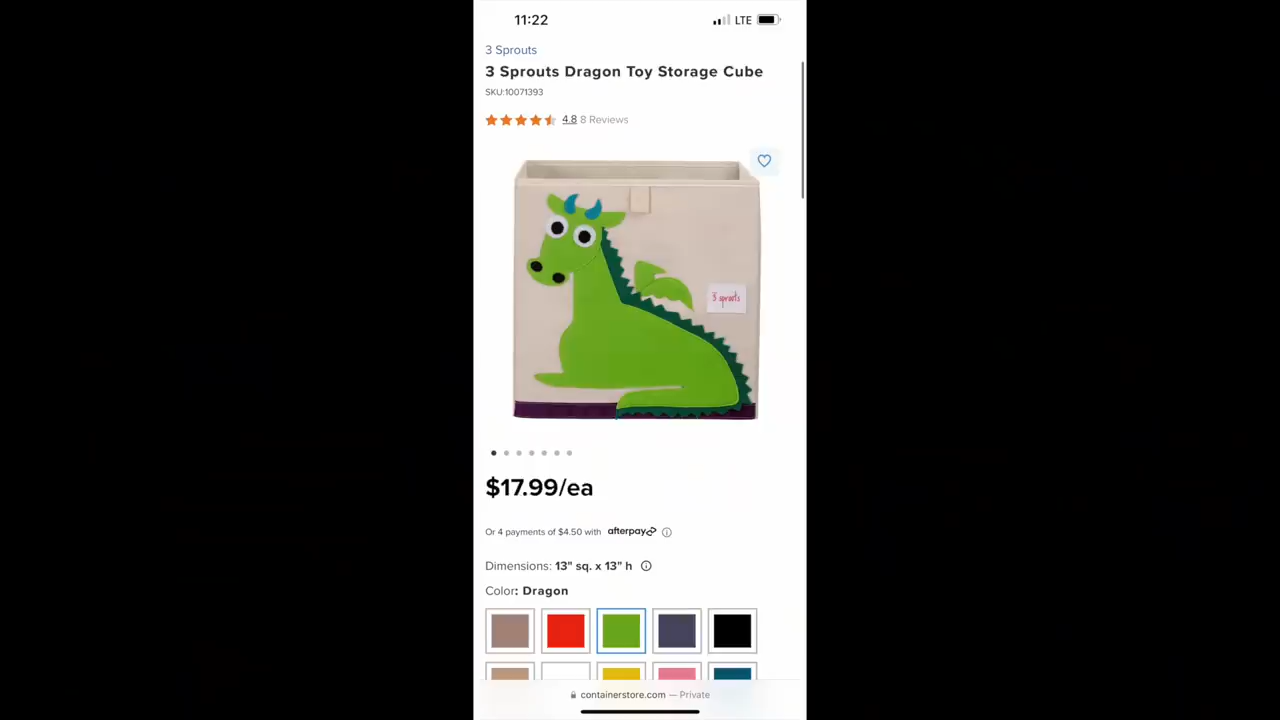 11:22
LTE
3 Sprouts
3 Sprouts Dragon Toy Storage Cube
SKU:10071393
4.8 8 Reviews
3 sprouts
$17.99/ea
Or 4 payments of $4.50 with afterpay
Dimensions: 13" sq. x 13" h
Color: Dragon
containerstore.com — Private